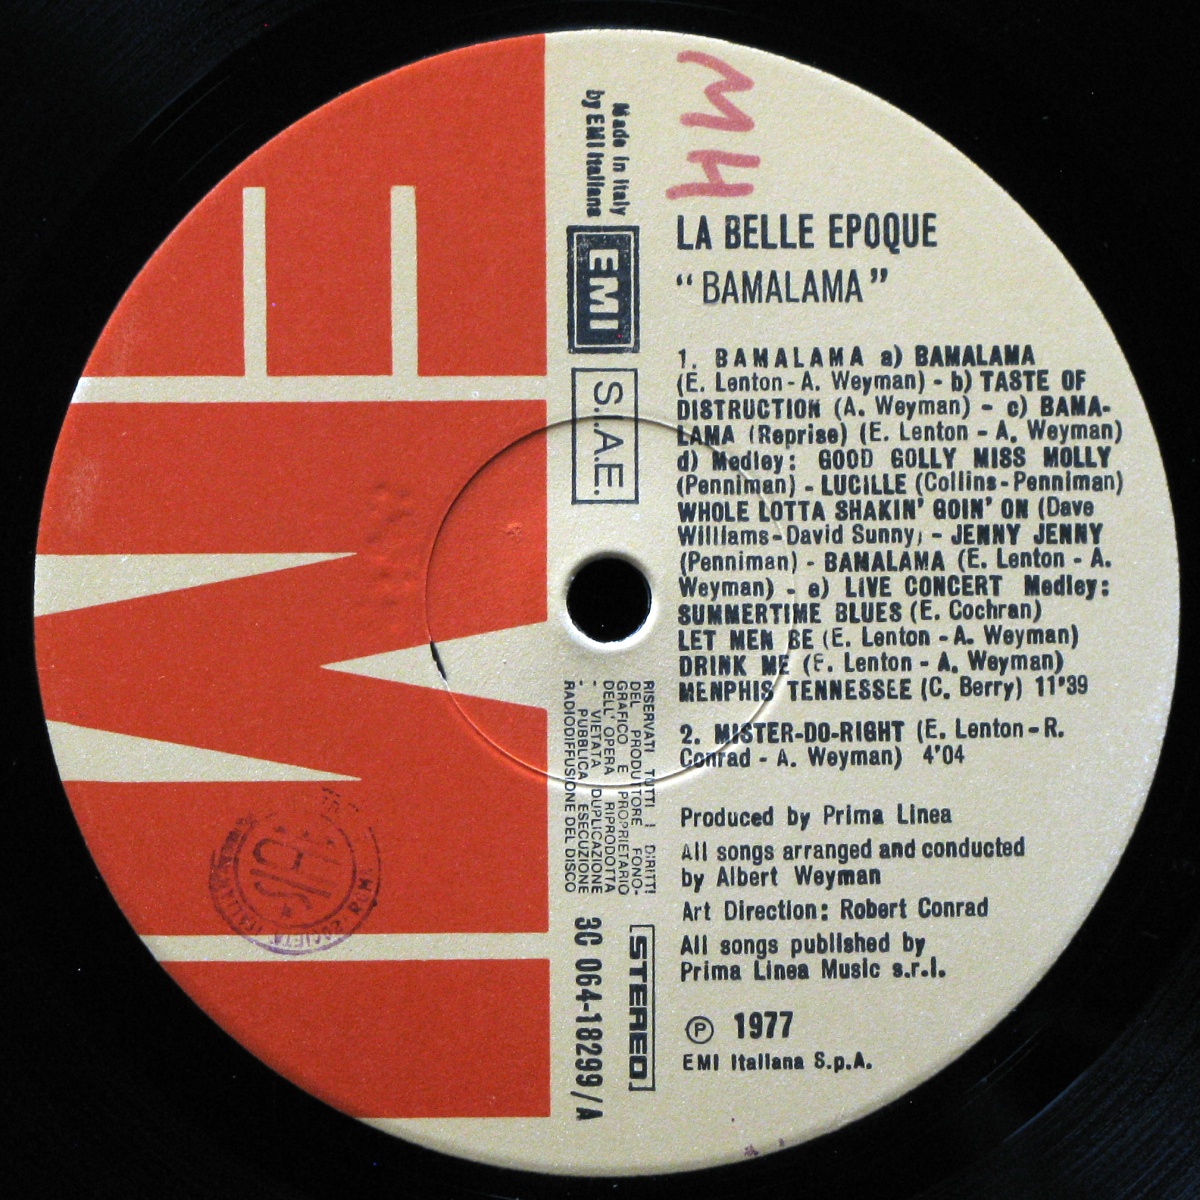 MH
Made in Italy
by EMI Italiana
EMI
S.I.A.E.
LA BELLE EPOQUE
“BAMALAMA”
1. BAMALAMA a) BAMALAMA
(E. Lenton - A. Weyman) - b) TASTE OF
DISTRUCTION (A. Weyman) - c) BAMA-
LAMA (Reprise) (E. Lenton - A. Weyman)
d) Medley: GOOD GOLLY MISS MOLLY
(Penniman) - LUCILLE (Collins - Penniman)
WHOLE LOTTA SHAKIN' GOIN' ON (Dave
Williams - David Sunny) - JENNY JENNY
(Penniman) - BAMALAMA (E. Lenton - A.
Weyman) - e) LIVE CONCERT Medley:
SUMMERTIME BLUES (E. Cochran)
LET MEN BE (E. Lenton - A. Weyman)
DRINK ME (E. Lenton - A. Weyman)
MENPHIS TENNESSEE (C. Berry) 11'39
2. MISTER-DO-RIGHT (E. Lenton - R.
Conrad - A. Weyman) 4'04
Produced by Prima Linea
All songs arranged and conducted
by Albert Weyman
Art Direction: Robert Conrad
All songs published by
Prima Linea Music s.r.l.
℗ 1977
EMI Italiana S.p.A.
RISERVATI TUTTI I DIRITTI
DEL PRODUTTORE FONO-
GRAFICO E PROPRIETARIO
DELL'OPERA RIPRODOTTA
- VIETATA DUPLICAZIONE
- PUBBLICA ESECUZIONE
RADIODIFFUSIONE DEL DISCO
STEREO
3C 064-18299/A
EMI
SOCIETA